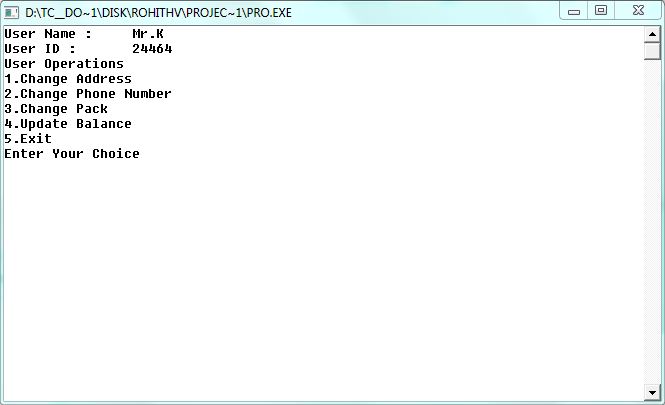 D:\TC__DO~1\DISK\ROHITHV\PROJEC~1\PRO.EXE
User Name :     Mr.K
User ID :       24464
User Operations
1.Change Address
2.Change Phone Number
3.Change Pack
4.Update Balance
5.Exit
Enter Your Choice